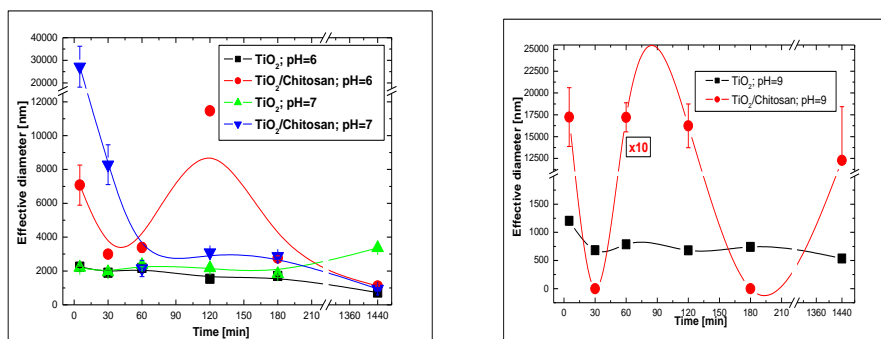 40000
35000
30000
25000
20000
12000
10000
8000
6000
4000
2000
0
Effective diameter [nm]
TiO2; pH=6
TiO2/Chitosan; pH=6
TiO2; pH=7
TiO2/Chitosan; pH=7
0 30 60 90 120 150 180 210 1360 1440
Time [min]
25000
22500
20000
17500
15000
12500
1500
1000
500
0
Effective diameter [nm]
TiO2; pH=9
TiO2/Chitosan; pH=9
x10
0 30 60 90 120 150 180 210 1360 1440
Time [min]